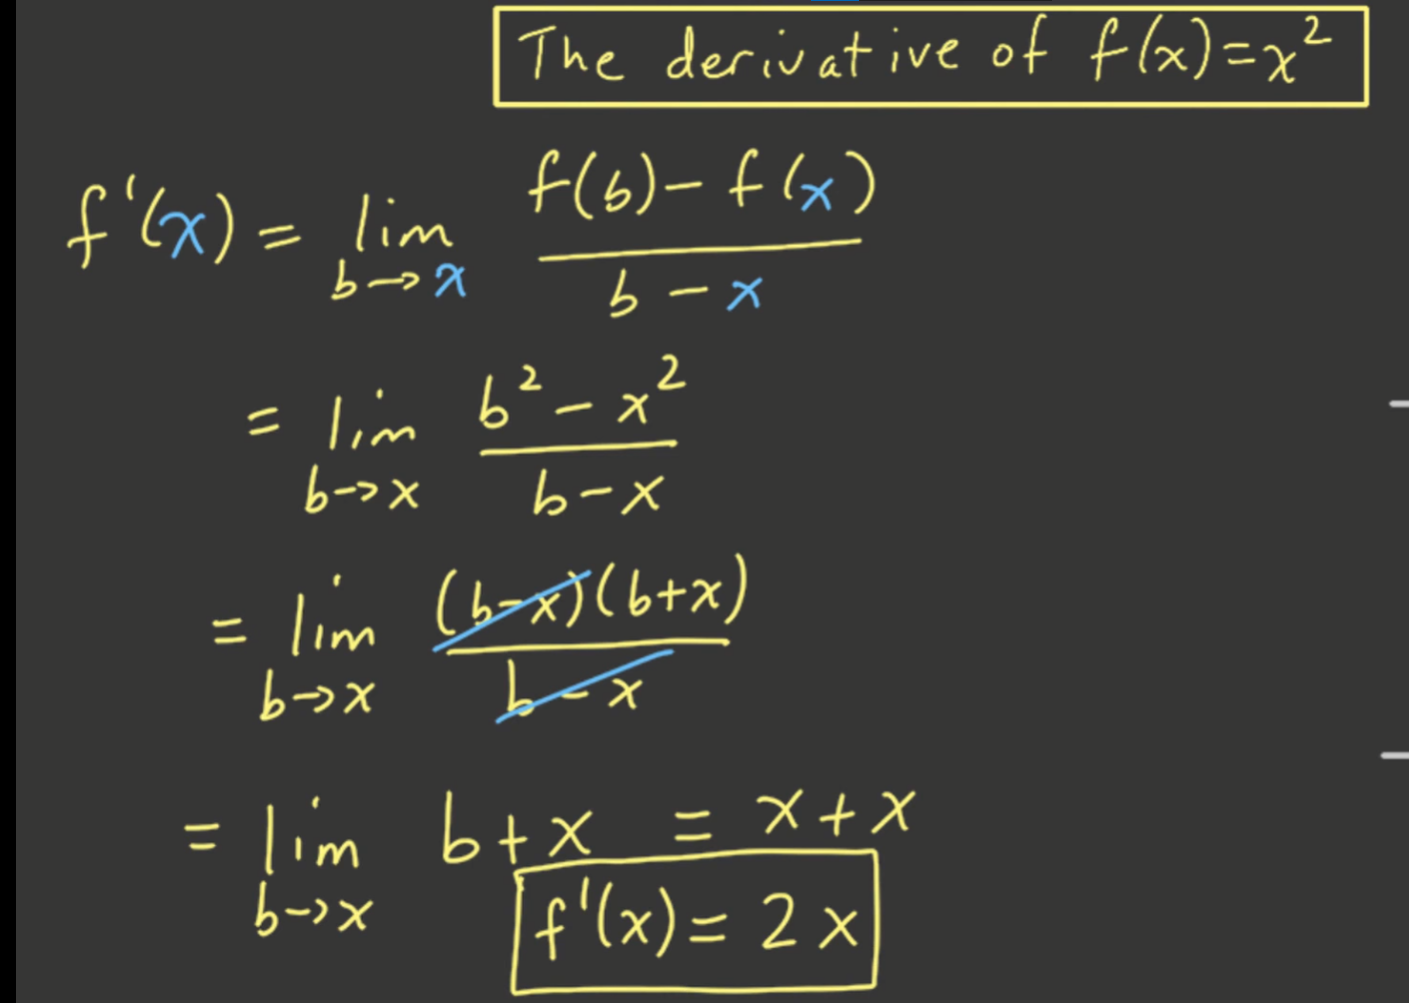 The derivative of f(x)=x²
f'(x) = lim b→x f(b)-f(x) / b-x
= lim b→x b²-x² / b-x
= lim b→x (b-x)(b+x) / b-x
= lim b→x b+x = x+x
f'(x)=2x